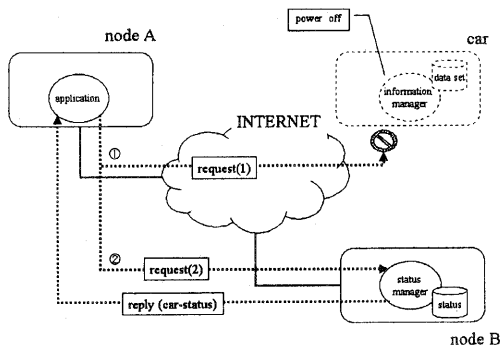 power off
node A
car
application
data set
information
manager
INTERNET
①
request(1)
②
request(2)
status
manager
reply (car-status)
status
node B